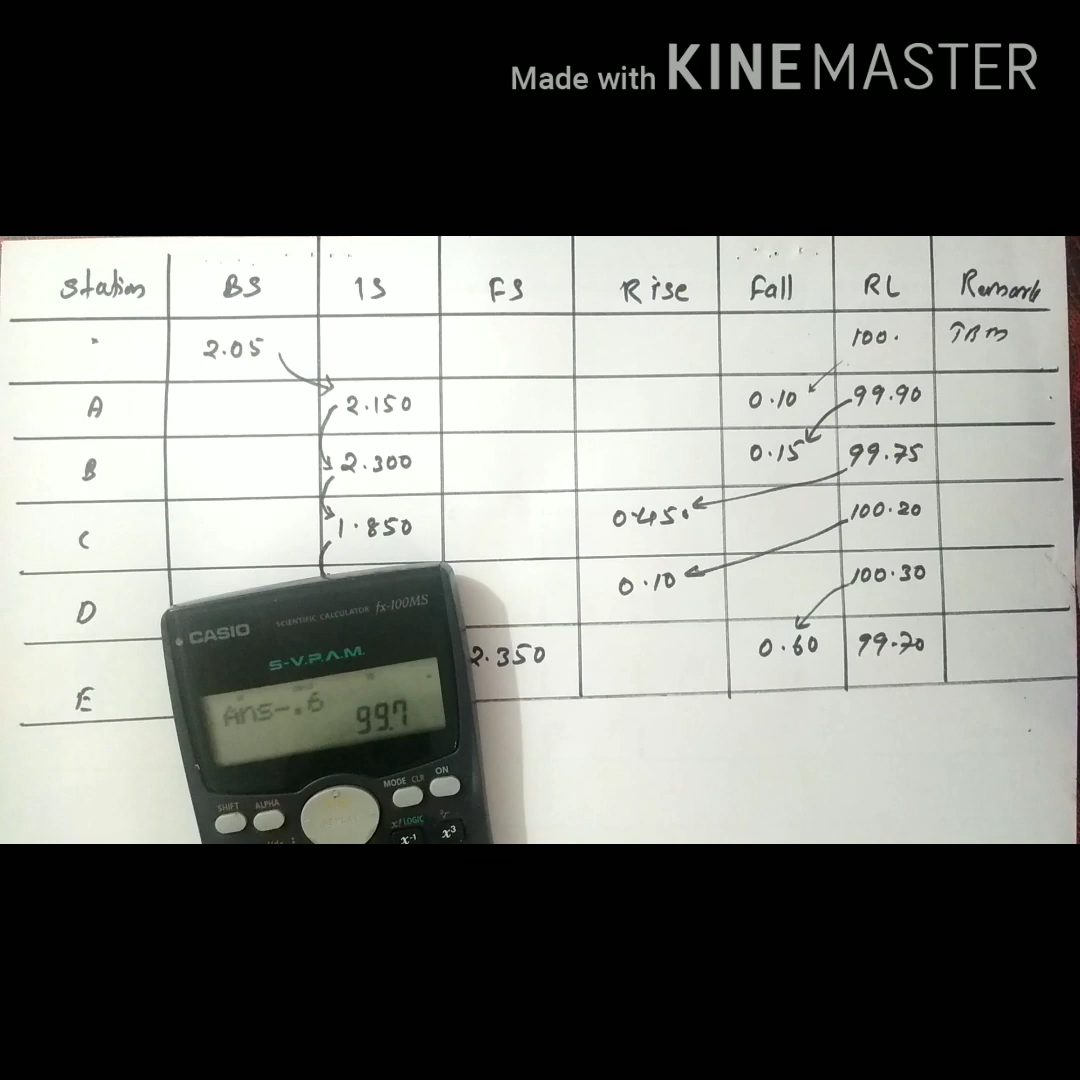 Made with KINEMASTER
Station BS IS FS Rise Fall RL Remark
2.05 100. TBM
A 2.150 0.10 99.90
B 2.300 0.15 99.75
C 1.850 0.450 100.20
D 0.10 100.30
E 2.350 0.60 99.70
CASIO SCIENTIFIC CALCULATOR fx-100MS
S-V.P.A.M.
Ans-.6
99.7
SHIFT ALPHA MODE CLR ON
x! LOGIC
x-1 x3